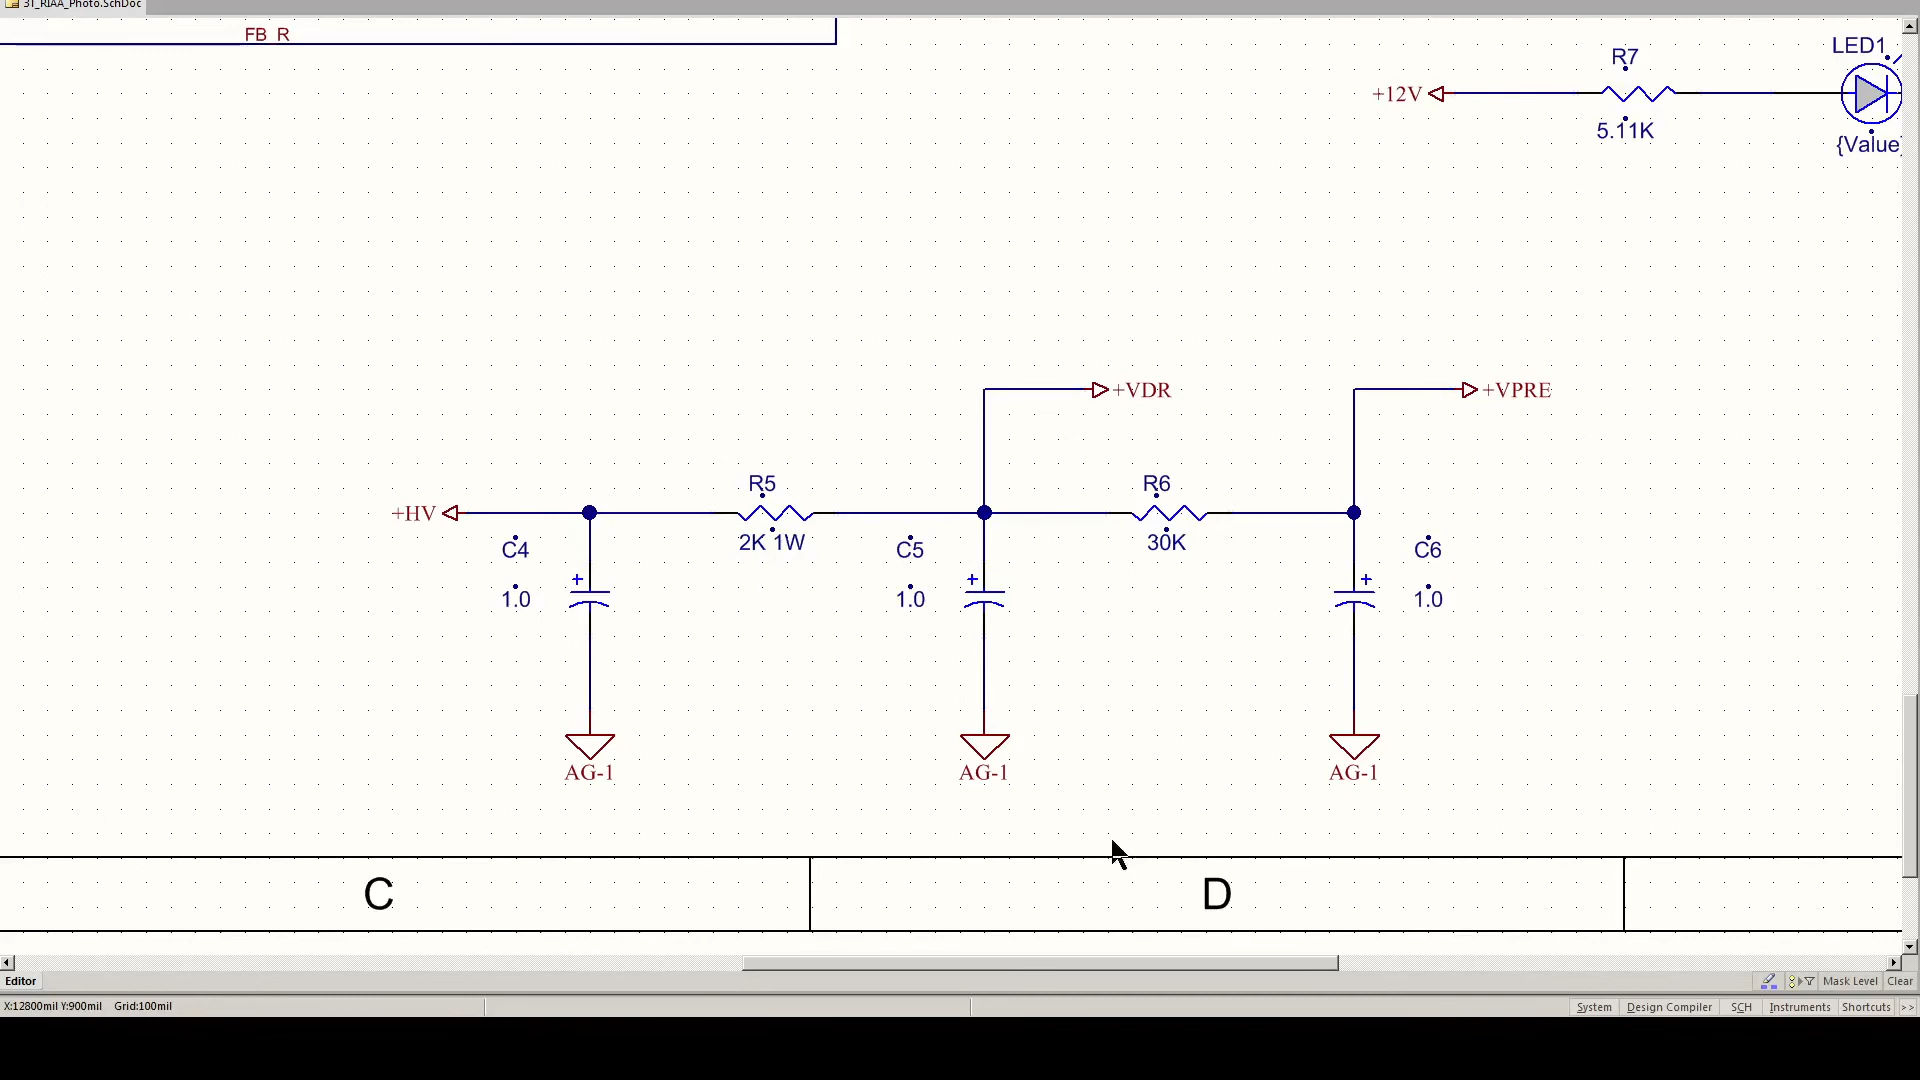 3T_RIAA_Photo.SchDoc
FB_R
LED1
R7
+12V
5.11K
{Value
+VDR
+VPRE
R5
R6
+HV
2K 1W
30K
C4
C5
C6
+
+
+
1.0
1.0
1.0
AG-1
AG-1
AG-1
C
D
Editor
Mask Level
Clear
X:12800mil Y:900mil Grid:100mil
System
Design Compiler
SCH
Instruments
Shortcuts
>>